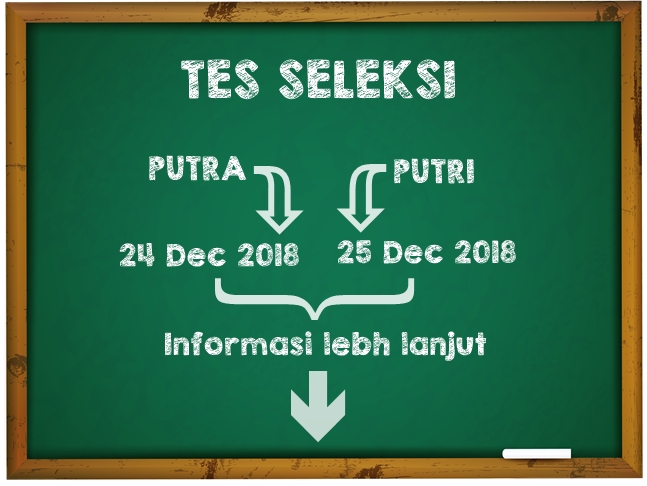 TES SELEKSI
PUTRA PUTRI
24 Dec 2018 25 Dec 2018
Informasi lebh lanjut